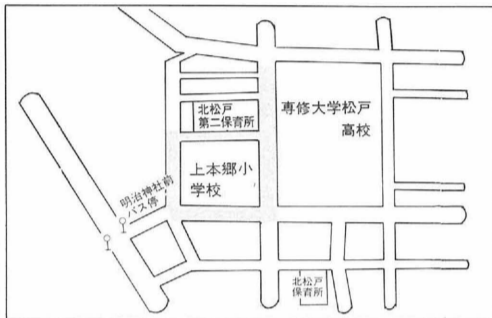 北松戸
第二保育所
専修大学松戸
高校
上本郷小
学校
明治神社前
バス停
北松戸
保育所